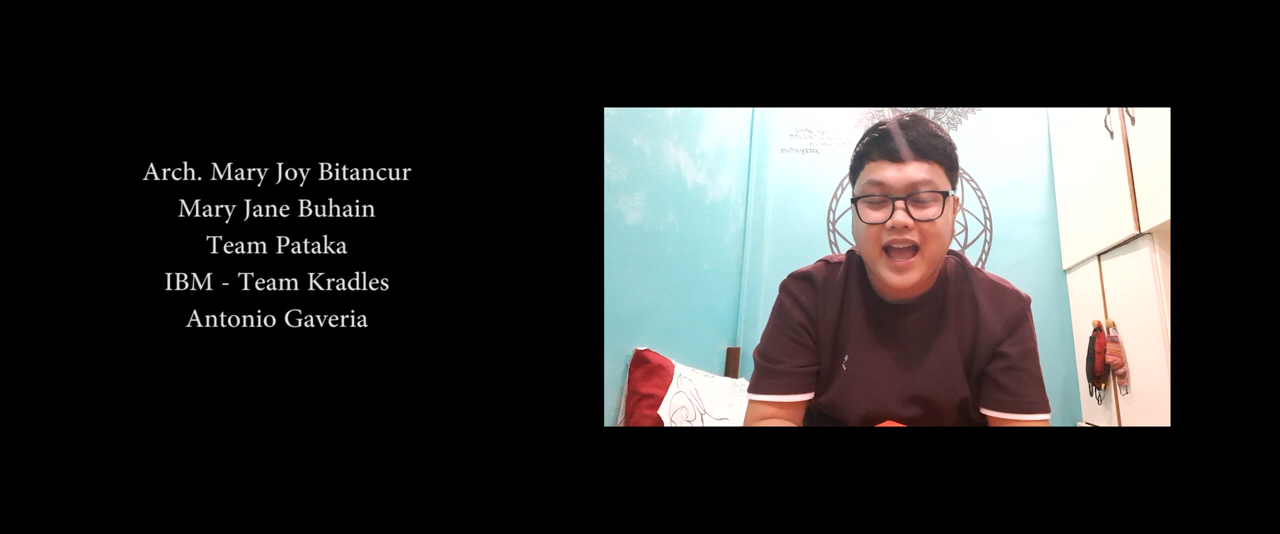 Arch. Mary Joy Bitancur
Mary Jane Buhain
Team Pataka
IBM - Team Kradles
Antonio Gaveria